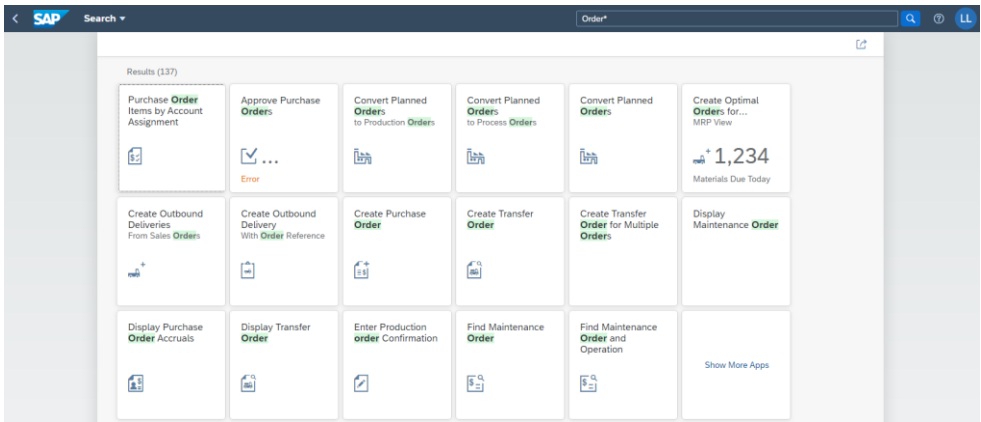 SAP Search
Order*
LL
Results (137)
Purchase Order
Items by Account
Assignment
Approve Purchase
Orders
...
Error
Convert Planned
Orders
to Production Orders
Convert Planned
Orders
to Process Orders
Convert Planned
Orders
Create Optimal
Orders for...
MRP View
1,234
Materials Due Today
Create Outbound
Deliveries
From Sales Orders
Create Outbound
Delivery
With Order Reference
Create Purchase
Order
Create Transfer
Order
Create Transfer
Order for Multiple
Orders
Display
Maintenance Order
Display Purchase
Order Accruals
Display Transfer
Order
Enter Production
order Confirmation
Find Maintenance
Order
Find Maintenance
Order and
Operation
Show More Apps